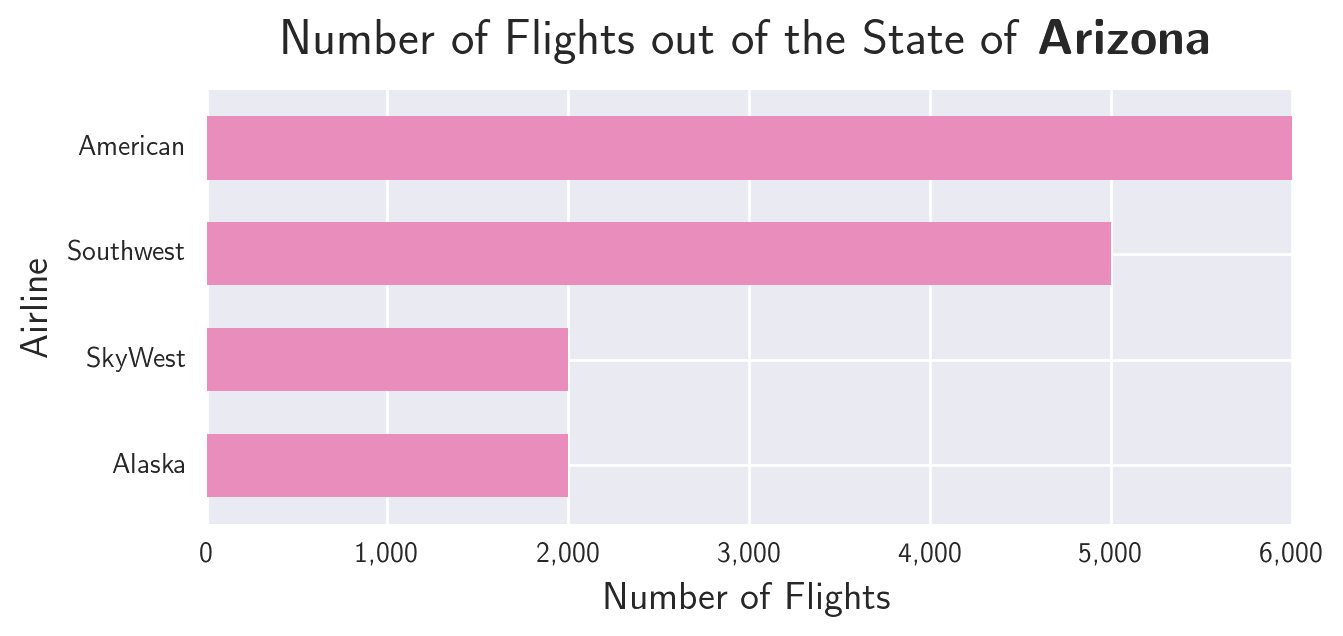 Number of Flights out of the State of Arizona
American
Southwest
SkyWest
Alaska
Airline
0 1,000 2,000 3,000 4,000 5,000 6,000
Number of Flights